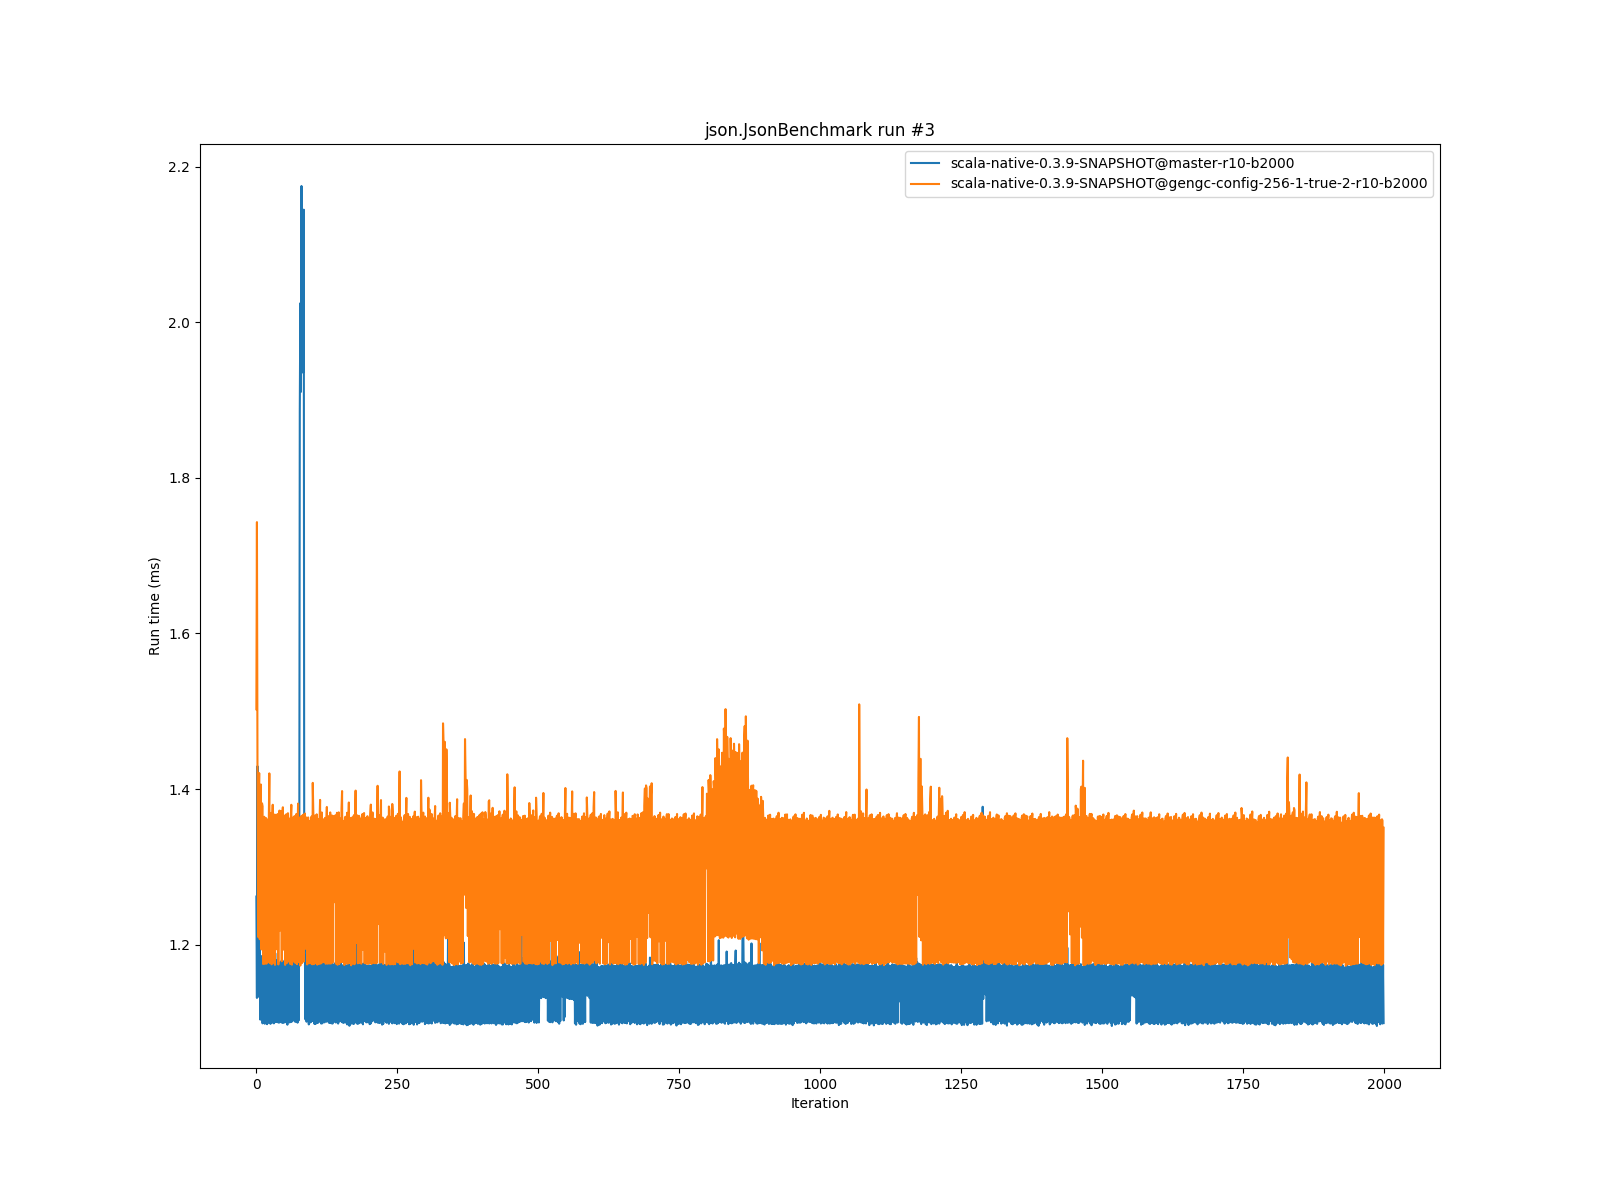 json.JsonBenchmark run #3
scala-native-0.3.9-SNAPSHOT@master-r10-b2000
scala-native-0.3.9-SNAPSHOT@gengc-config-256-1-true-2-r10-b2000
2.2
2.0
1.8
1.6
1.4
1.2
Run time (ms)
0 250 500 750 1000 1250 1500 1750 2000
Iteration